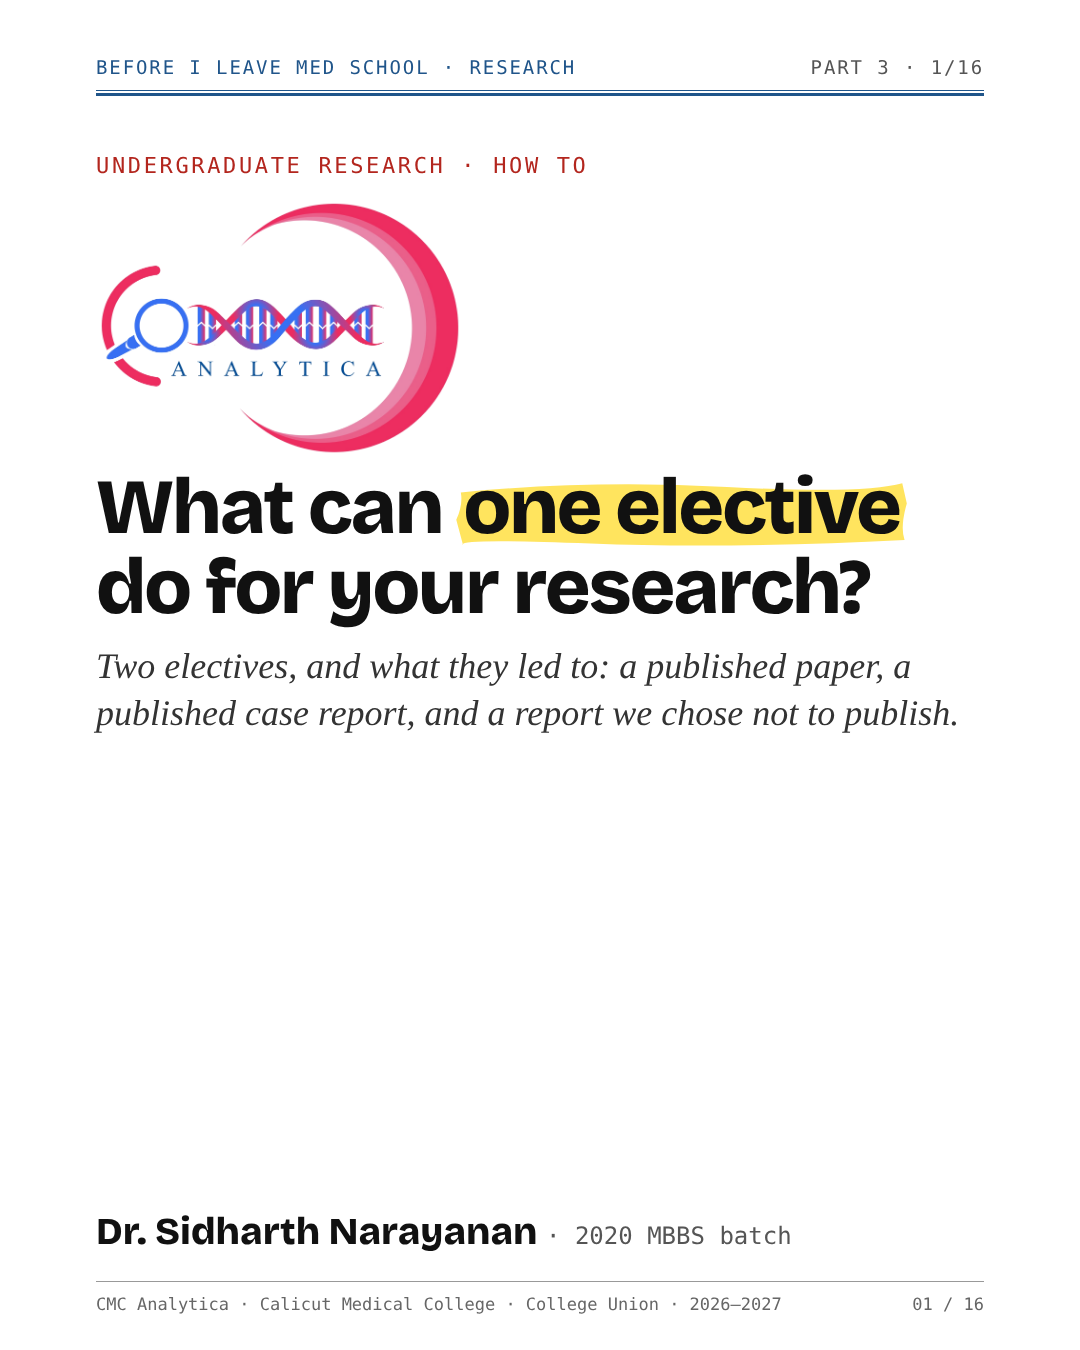 BEFORE I LEAVE MED SCHOOL · RESEARCH
PART 3 · 1/16
UNDERGRADUATE RESEARCH · HOW TO
ANALYTICA
What can one elective
do for your research?
Two electives, and what they led to: a published paper, a
published case report, and a report we chose not to publish.
Dr. Sidharth Narayanan · 2020 MBBS batch
CMC Analytica · Calicut Medical College · College Union · 2026–2027
01 / 16